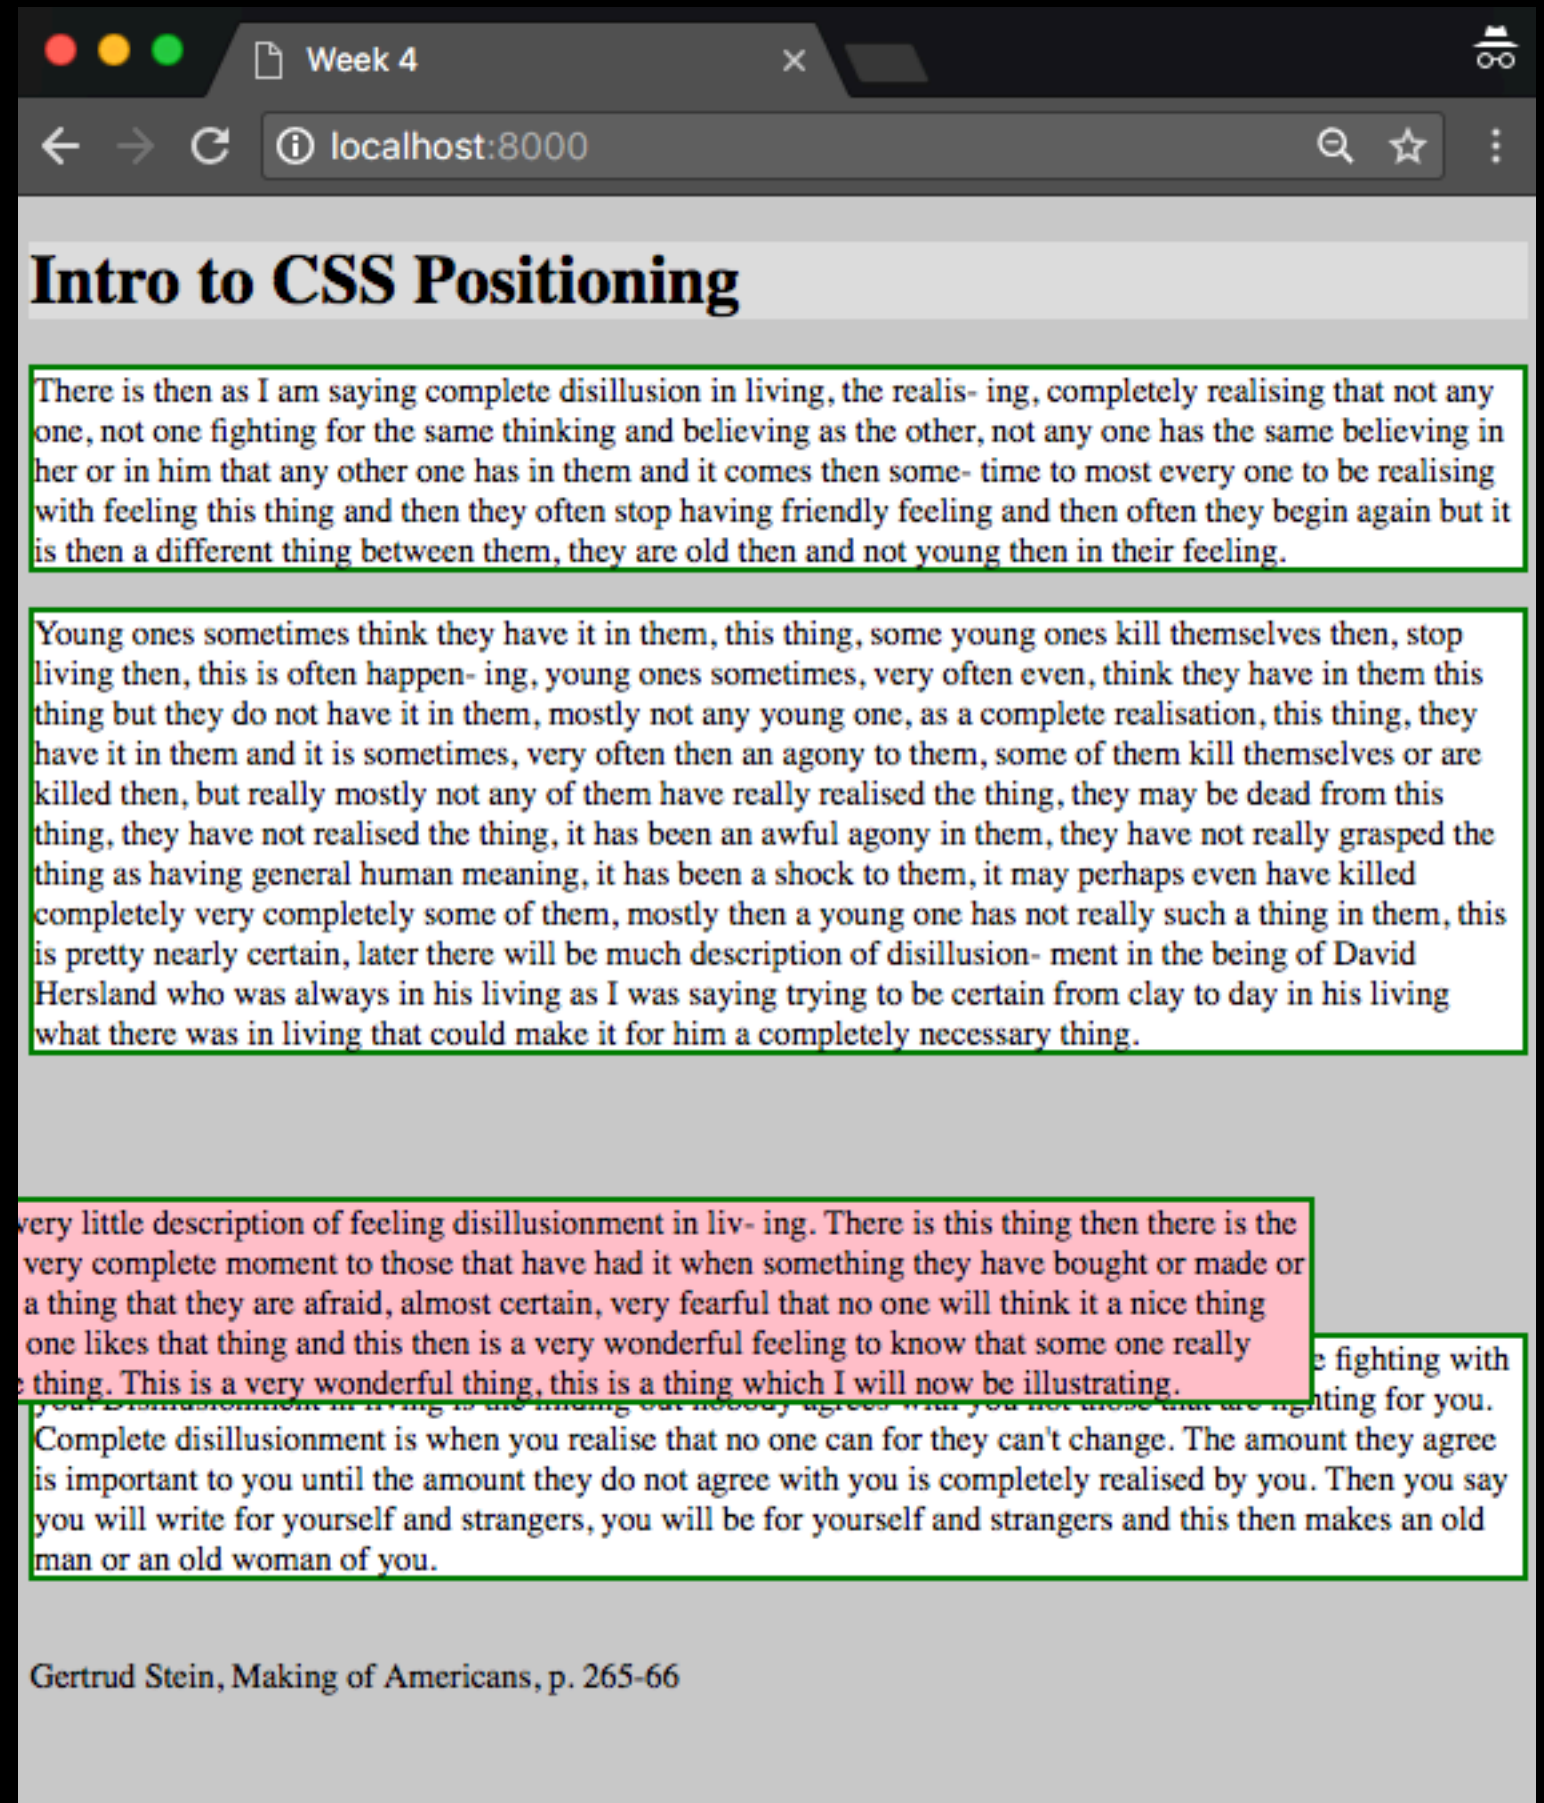 Week 4
localhost:8000
Intro to CSS Positioning
There is then as I am saying complete disillusion in living, the realis- ing, completely realising that not any
one, not one fighting for the same thinking and believing as the other, not any one has the same believing in
her or in him that any other one has in them and it comes then some- time to most every one to be realising
with feeling this thing and then they often stop having friendly feeling and then often they begin again but it
is then a different thing between them, they are old then and not young then in their feeling.
Young ones sometimes think they have it in them, this thing, some young ones kill themselves then, stop
living then, this is often happen- ing, young ones sometimes, very often even, think they have in them this
thing but they do not have it in them, mostly not any young one, as a complete realisation, this thing, they
have it in them and it is sometimes, very often then an agony to them, some of them kill themselves or are
killed then, but really mostly not any of them have really realised the thing, they may be dead from this
thing, they have not realised the thing, it has been an awful agony in them, they have not really grasped the
thing as having general human meaning, it has been a shock to them, it may perhaps even have killed
completely very completely some of them, mostly then a young one has not really such a thing in them, this
is pretty nearly certain, later there will be much description of disillusion- ment in the being of David
Hersland who was always in his living as I was saying trying to be certain from clay to day in his living
what there was in living that could make it for him a completely necessary thing.
very little description of feeling disillusionment in liv- ing. There is this thing then there is the
very complete moment to those that have had it when something they have bought or made or
a thing that they are afraid, almost certain, very fearful that no one will think it a nice thing
one likes that thing and this then is a very wonderful feeling to know that some one really
thing. This is a very wonderful thing, this is a thing which I will now be illustrating.
fighting with
you. Disillusionment in living is the finding out nobody agrees with you not those that are fighting for you.
Complete disillusionment is when you realise that no one can for they can't change. The amount they agree
is important to you until the amount they do not agree with you is completely realised by you. Then you say
you will write for yourself and strangers, you will be for yourself and strangers and this then makes an old
man or an old woman of you.
Gertrud Stein, Making of Americans, p. 265-66